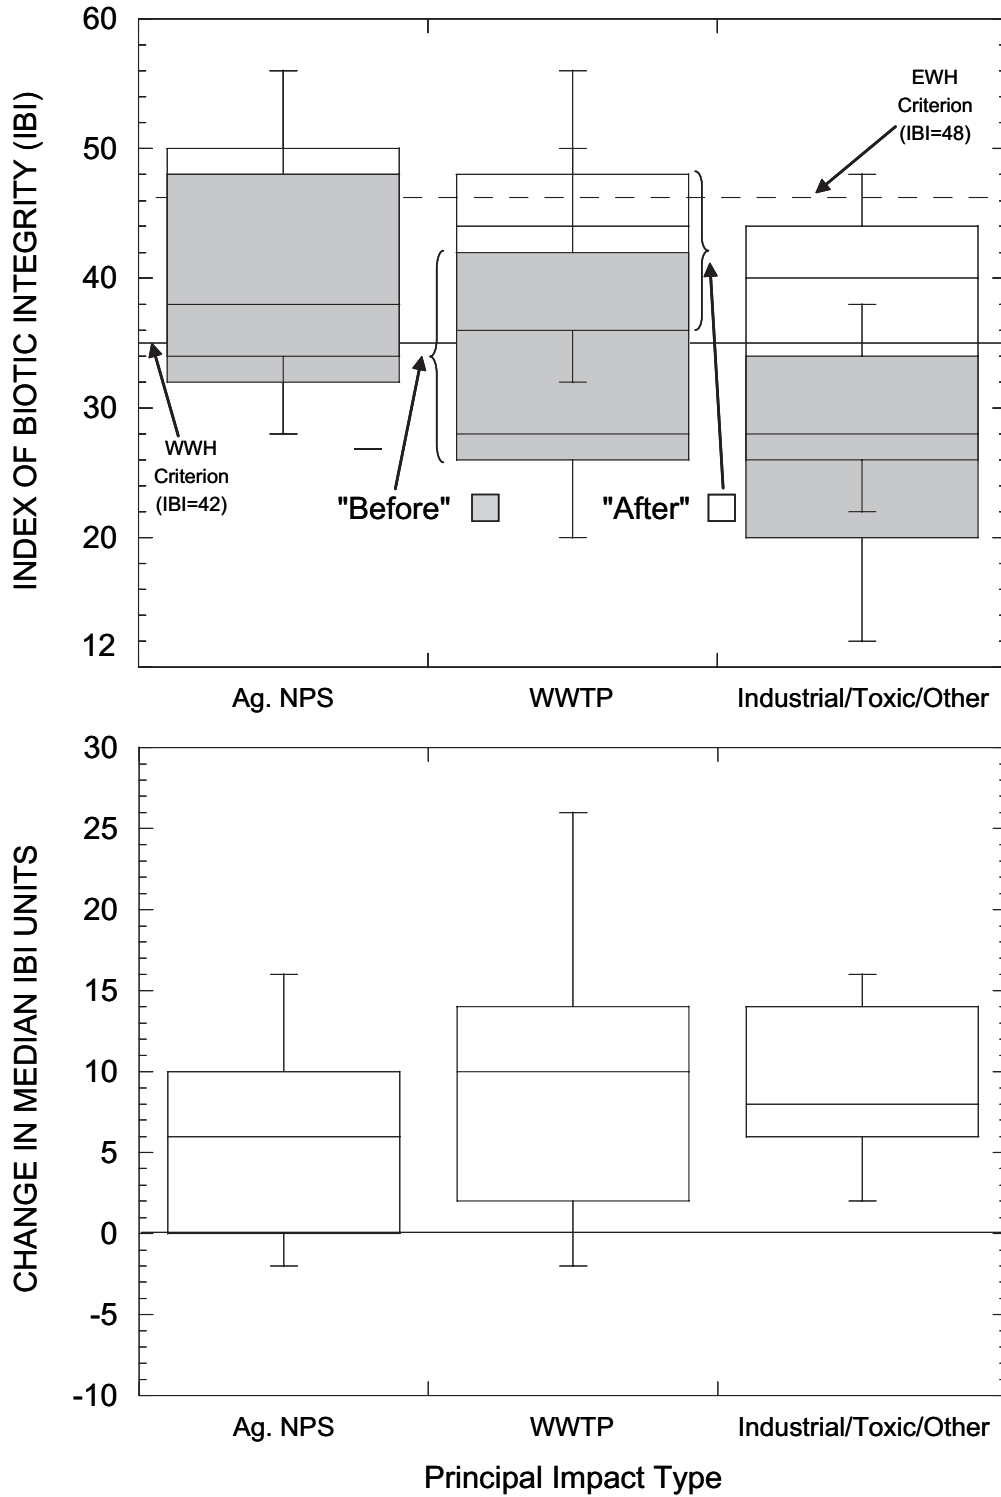 INDEX OF BIOTIC INTEGRITY (IBI)
60
50
40
30
20
12
EWH
Criterion
(IBI=48)
WWH
Criterion
(IBI=42)
"Before"
"After"
Ag. NPS WWTP Industrial/Toxic/Other
CHANGE IN MEDIAN IBI UNITS
30
25
20
15
10
5
0
-5
-10
Ag. NPS WWTP Industrial/Toxic/Other
Principal Impact Type